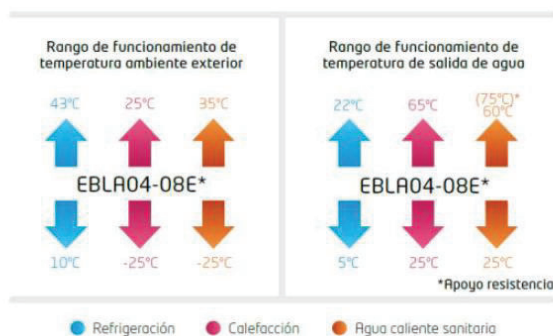 Rango de funcionamiento de
temperatura ambiente exterior
43ºC 25ºC 35ºC
EBLA04-08E*
10ºC -25ºC -25ºC
Rango de funcionamiento de
temperatura de salida de agua
22ºC 65ºC (75ºC)*
60ºC
EBLA04-08E*
5ºC 25ºC 25ºC
*Apoyo resistencia
Refrigeración Calefacción Agua caliente sanitaria